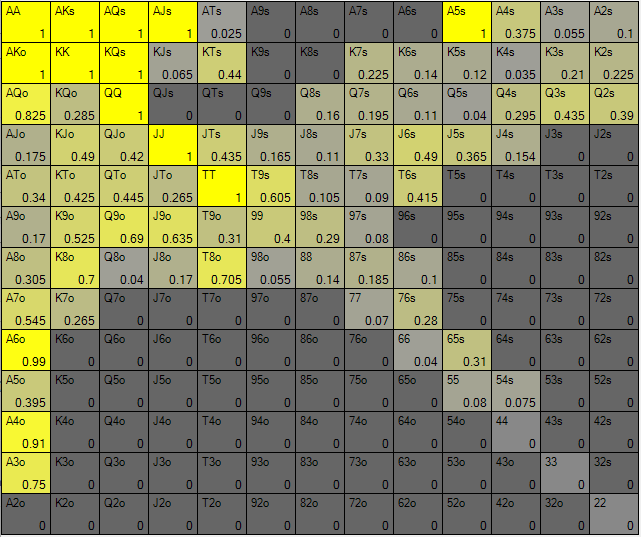 AA AKs AQs AJs ATs A9s A8s A7s A6s A5s A4s A3s A2s
1 1 1 1 0.025 0 0 0 0 1 0.375 0.055 0.1
AKo KK KQs KJs KTs K9s K8s K7s K6s K5s K4s K3s K2s
1 1 1 0.065 0.44 0 0 0.225 0.14 0.12 0.035 0.21 0.225
AQo KQo QQ QJs QTs Q9s Q8s Q7s Q6s Q5s Q4s Q3s Q2s
0.825 0.285 1 0 0 0 0.16 0.195 0.11 0.04 0.295 0.435 0.39
AJo KJo QJo JJ JTs J9s J8s J7s J6s J5s J4s J3s J2s
0.175 0.49 0.42 1 0.435 0.165 0.11 0.33 0.49 0.365 0.154 0 0
ATo KTo QTo JTo TT T9s T8s T7s T6s T5s T4s T3s T2s
0.34 0.425 0.445 0.265 1 0.605 0.105 0.09 0.415 0 0 0 0
A9o K9o Q9o J9o T9o 99 98s 97s 96s 95s 94s 93s 92s
0.17 0.525 0.69 0.635 0.31 0.4 0.29 0.08 0 0 0 0 0
A8o K8o Q8o J8o T8o 98o 88 87s 86s 85s 84s 83s 82s
0.305 0.7 0.04 0.17 0.705 0.055 0.14 0.185 0.1 0 0 0 0
A7o K7o Q7o J7o T7o 97o 87o 77 76s 75s 74s 73s 72s
0.545 0.265 0 0 0 0 0 0.07 0.28 0 0 0 0
A6o K6o Q6o J6o T6o 96o 86o 76o 66 65s 64s 63s 62s
0.99 0 0 0 0 0 0 0 0.04 0.31 0 0 0
A5o K5o Q5o J5o T5o 95o 85o 75o 65o 55 54s 53s 52s
0.395 0 0 0 0 0 0 0 0 0.08 0.075 0 0
A4o K4o Q4o J4o T4o 94o 84o 74o 64o 54o 44 43s 42s
0.91 0 0 0 0 0 0 0 0 0 0 0 0
A3o K3o Q3o J3o T3o 93o 83o 73o 63o 53o 43o 33 32s
0.75 0 0 0 0 0 0 0 0 0 0 0 0
A2o K2o Q2o J2o T2o 92o 82o 72o 62o 52o 42o 32o 22
0 0 0 0 0 0 0 0 0 0 0 0 0